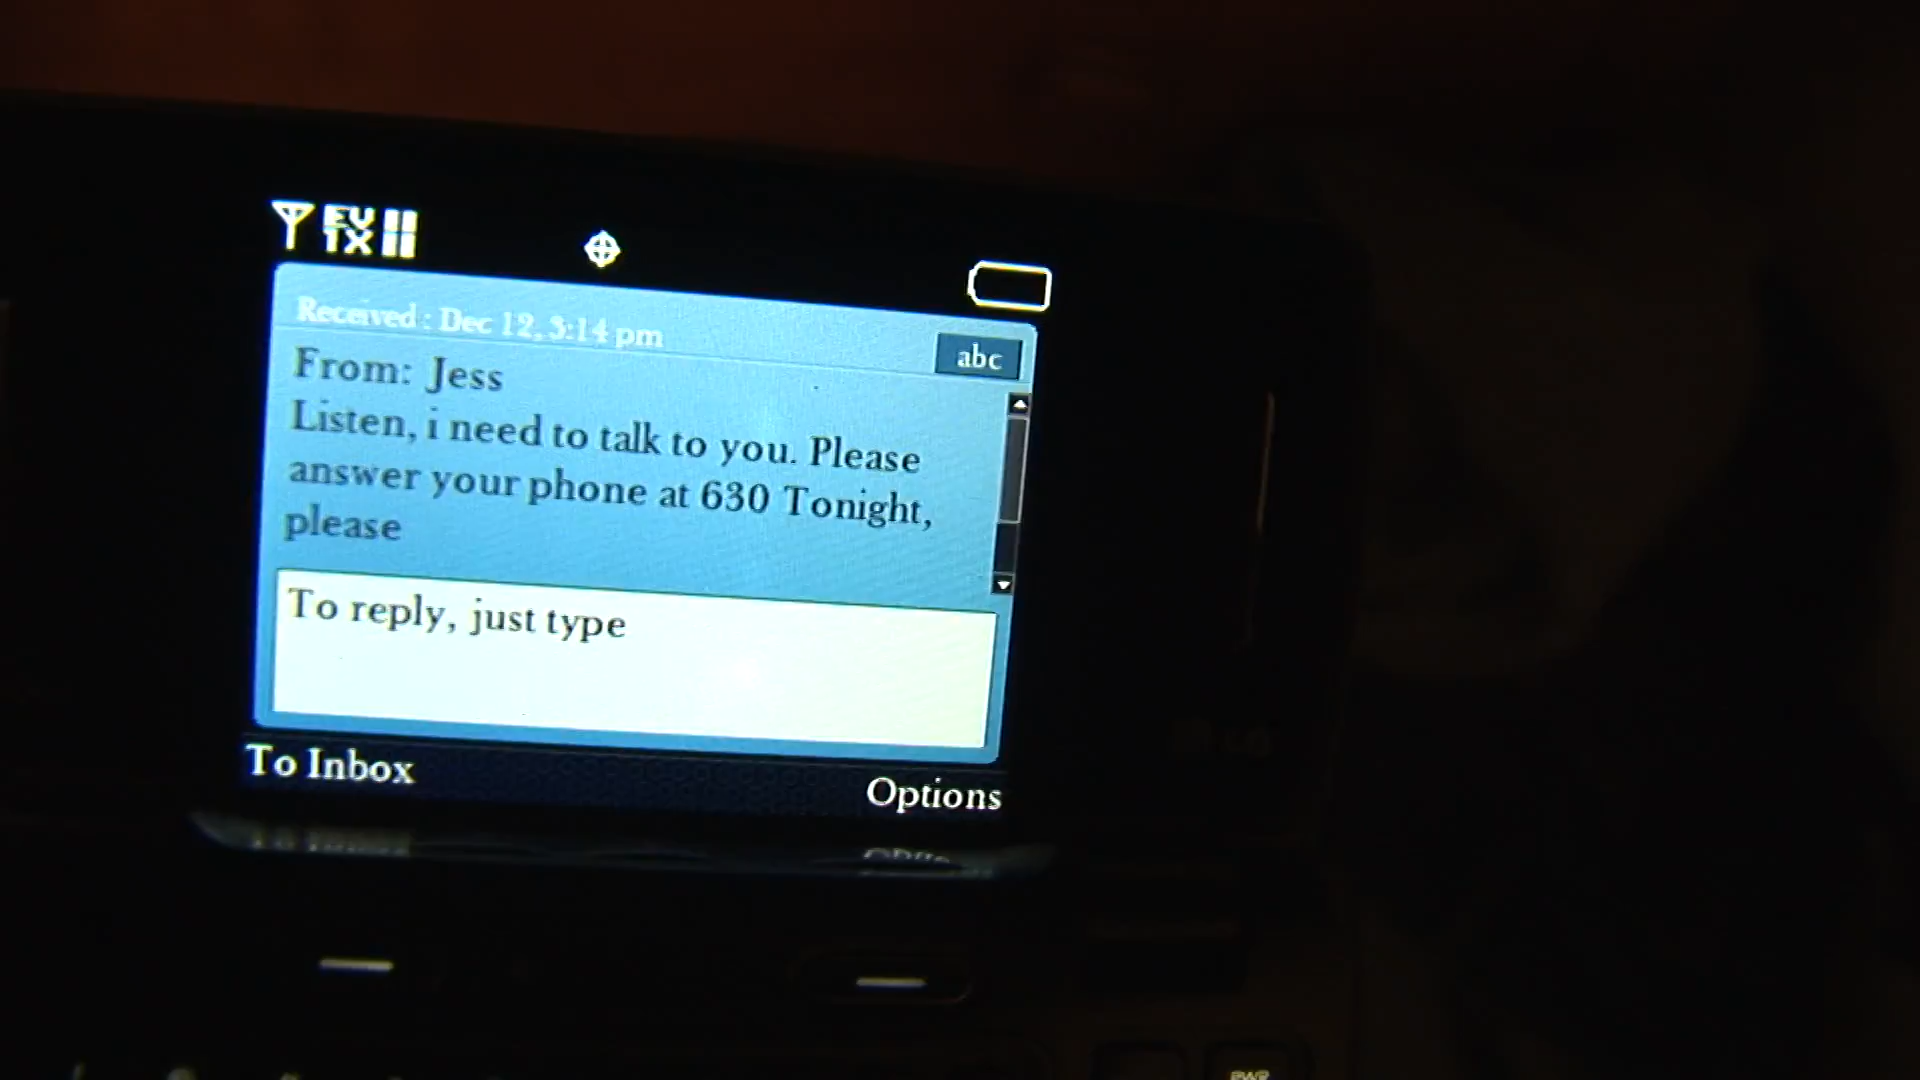 EV
1X
Received : Dec 12, 3:14 pm
abc
From: Jess
Listen, i need to talk to you. Please
answer your phone at 630 Tonight,
please
To reply, just type
To Inbox
Options
PWR